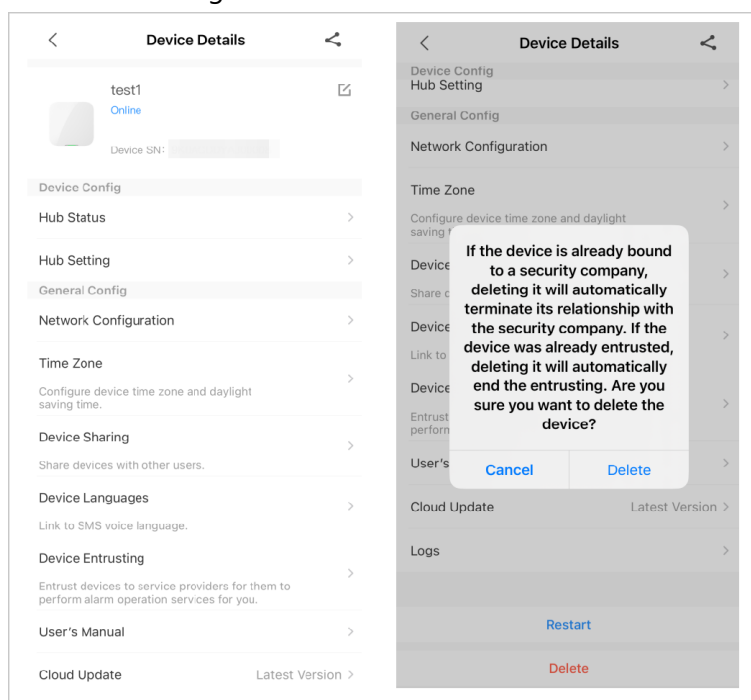 Device Details
test1
Online
Device SN:
Device Config
Hub Status
Hub Setting
General Config
Network Configuration
Time Zone
Configure device time zone and daylight
saving time.
Device Sharing
Share devices with other users.
Device Languages
Link to SMS voice language.
Device Entrusting
Entrust devices to service providers for them to
perform alarm operation services for you.
User's Manual
Cloud Update Latest Version
Device Details
Device Config
Hub Setting
General Config
Network Configuration
Time Zone
Configure device time zone and daylight
saving
Device
Share
Device
Link to
Device
Entrust
perform
User's
If the device is already bound
to a security company,
deleting it will automatically
terminate its relationship with
the security company. If the
device was already entrusted,
deleting it will automatically
end the entrusting. Are you
sure you want to delete the
device?
Cancel Delete
Cloud Update Latest Version
Logs
Restart
Delete